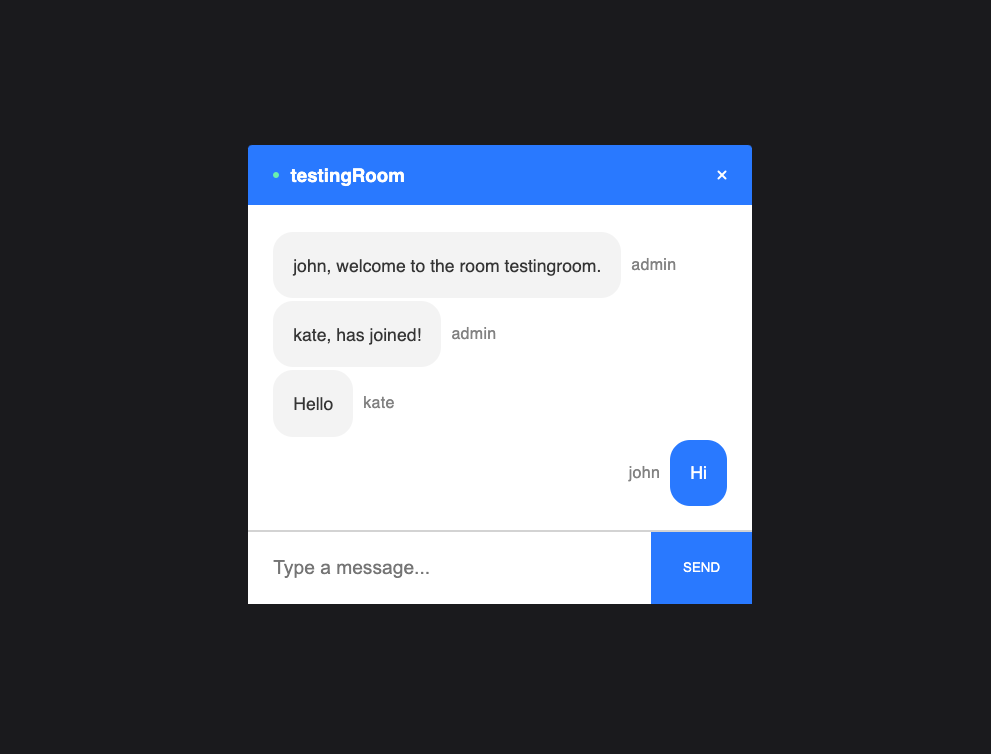 testingRoom ×
john, welcome to the room testingroom. admin
kate, has joined! admin
Hello kate
john Hi
Type a message... SEND